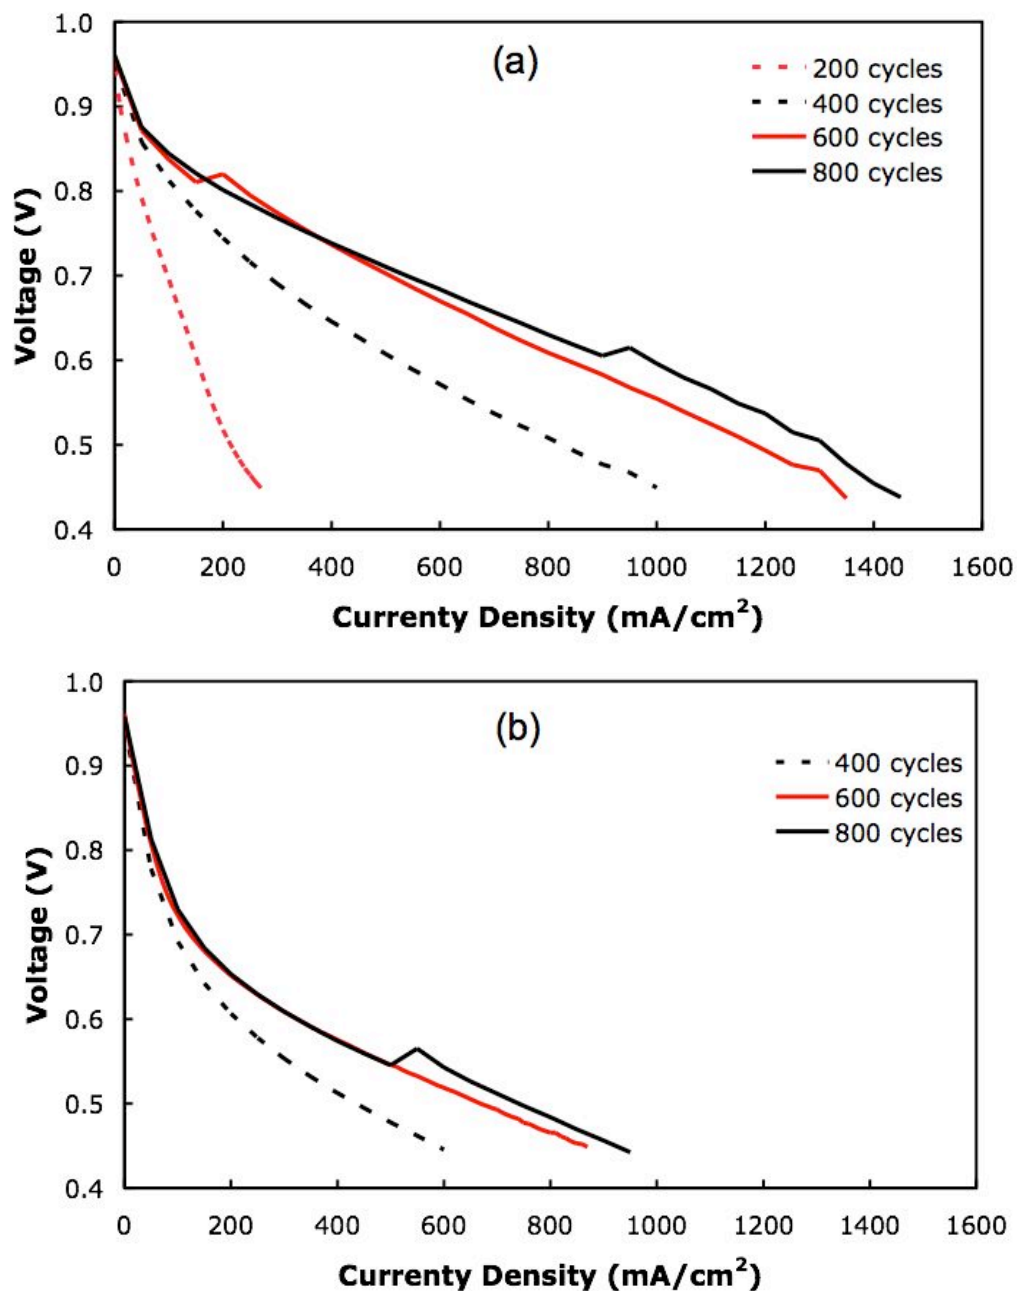 (a)
1.0
0.9
0.8
0.7
0.6
0.5
0.4
Voltage (V)
200 cycles
400 cycles
600 cycles
800 cycles
0 200 400 600 800 1000 1200 1400 1600
Currenty Density (mA/cm²)
(b)
1.0
0.9
0.8
0.7
0.6
0.5
0.4
Voltage (V)
400 cycles
600 cycles
800 cycles
0 200 400 600 800 1000 1200 1400 1600
Currenty Density (mA/cm²)